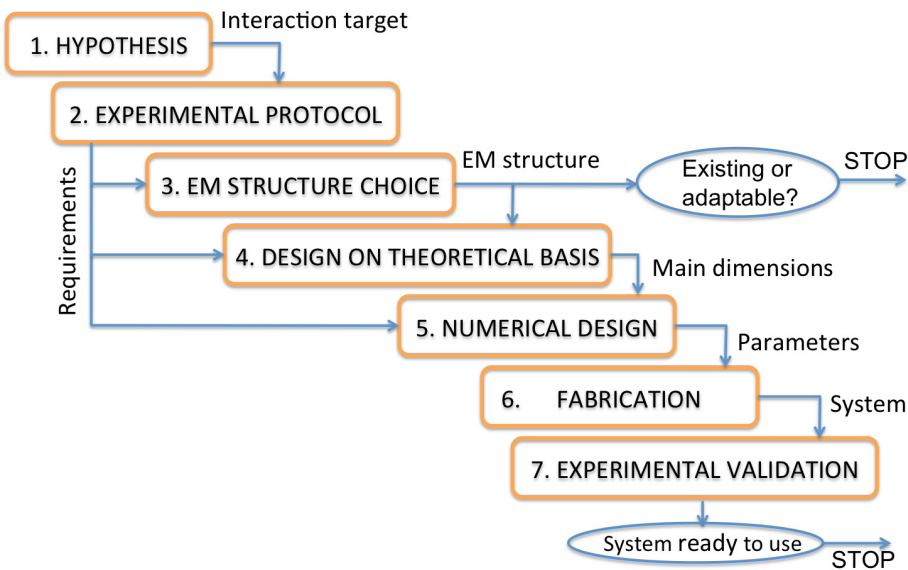 Interaction target
1. HYPOTHESIS
2. EXPERIMENTAL PROTOCOL
Requirements
3. EM STRUCTURE CHOICE
EM structure
Existing or
adaptable?
STOP
4. DESIGN ON THEORETICAL BASIS
Main dimensions
5. NUMERICAL DESIGN
Parameters
6. FABRICATION
System
7. EXPERIMENTAL VALIDATION
System ready to use
STOP